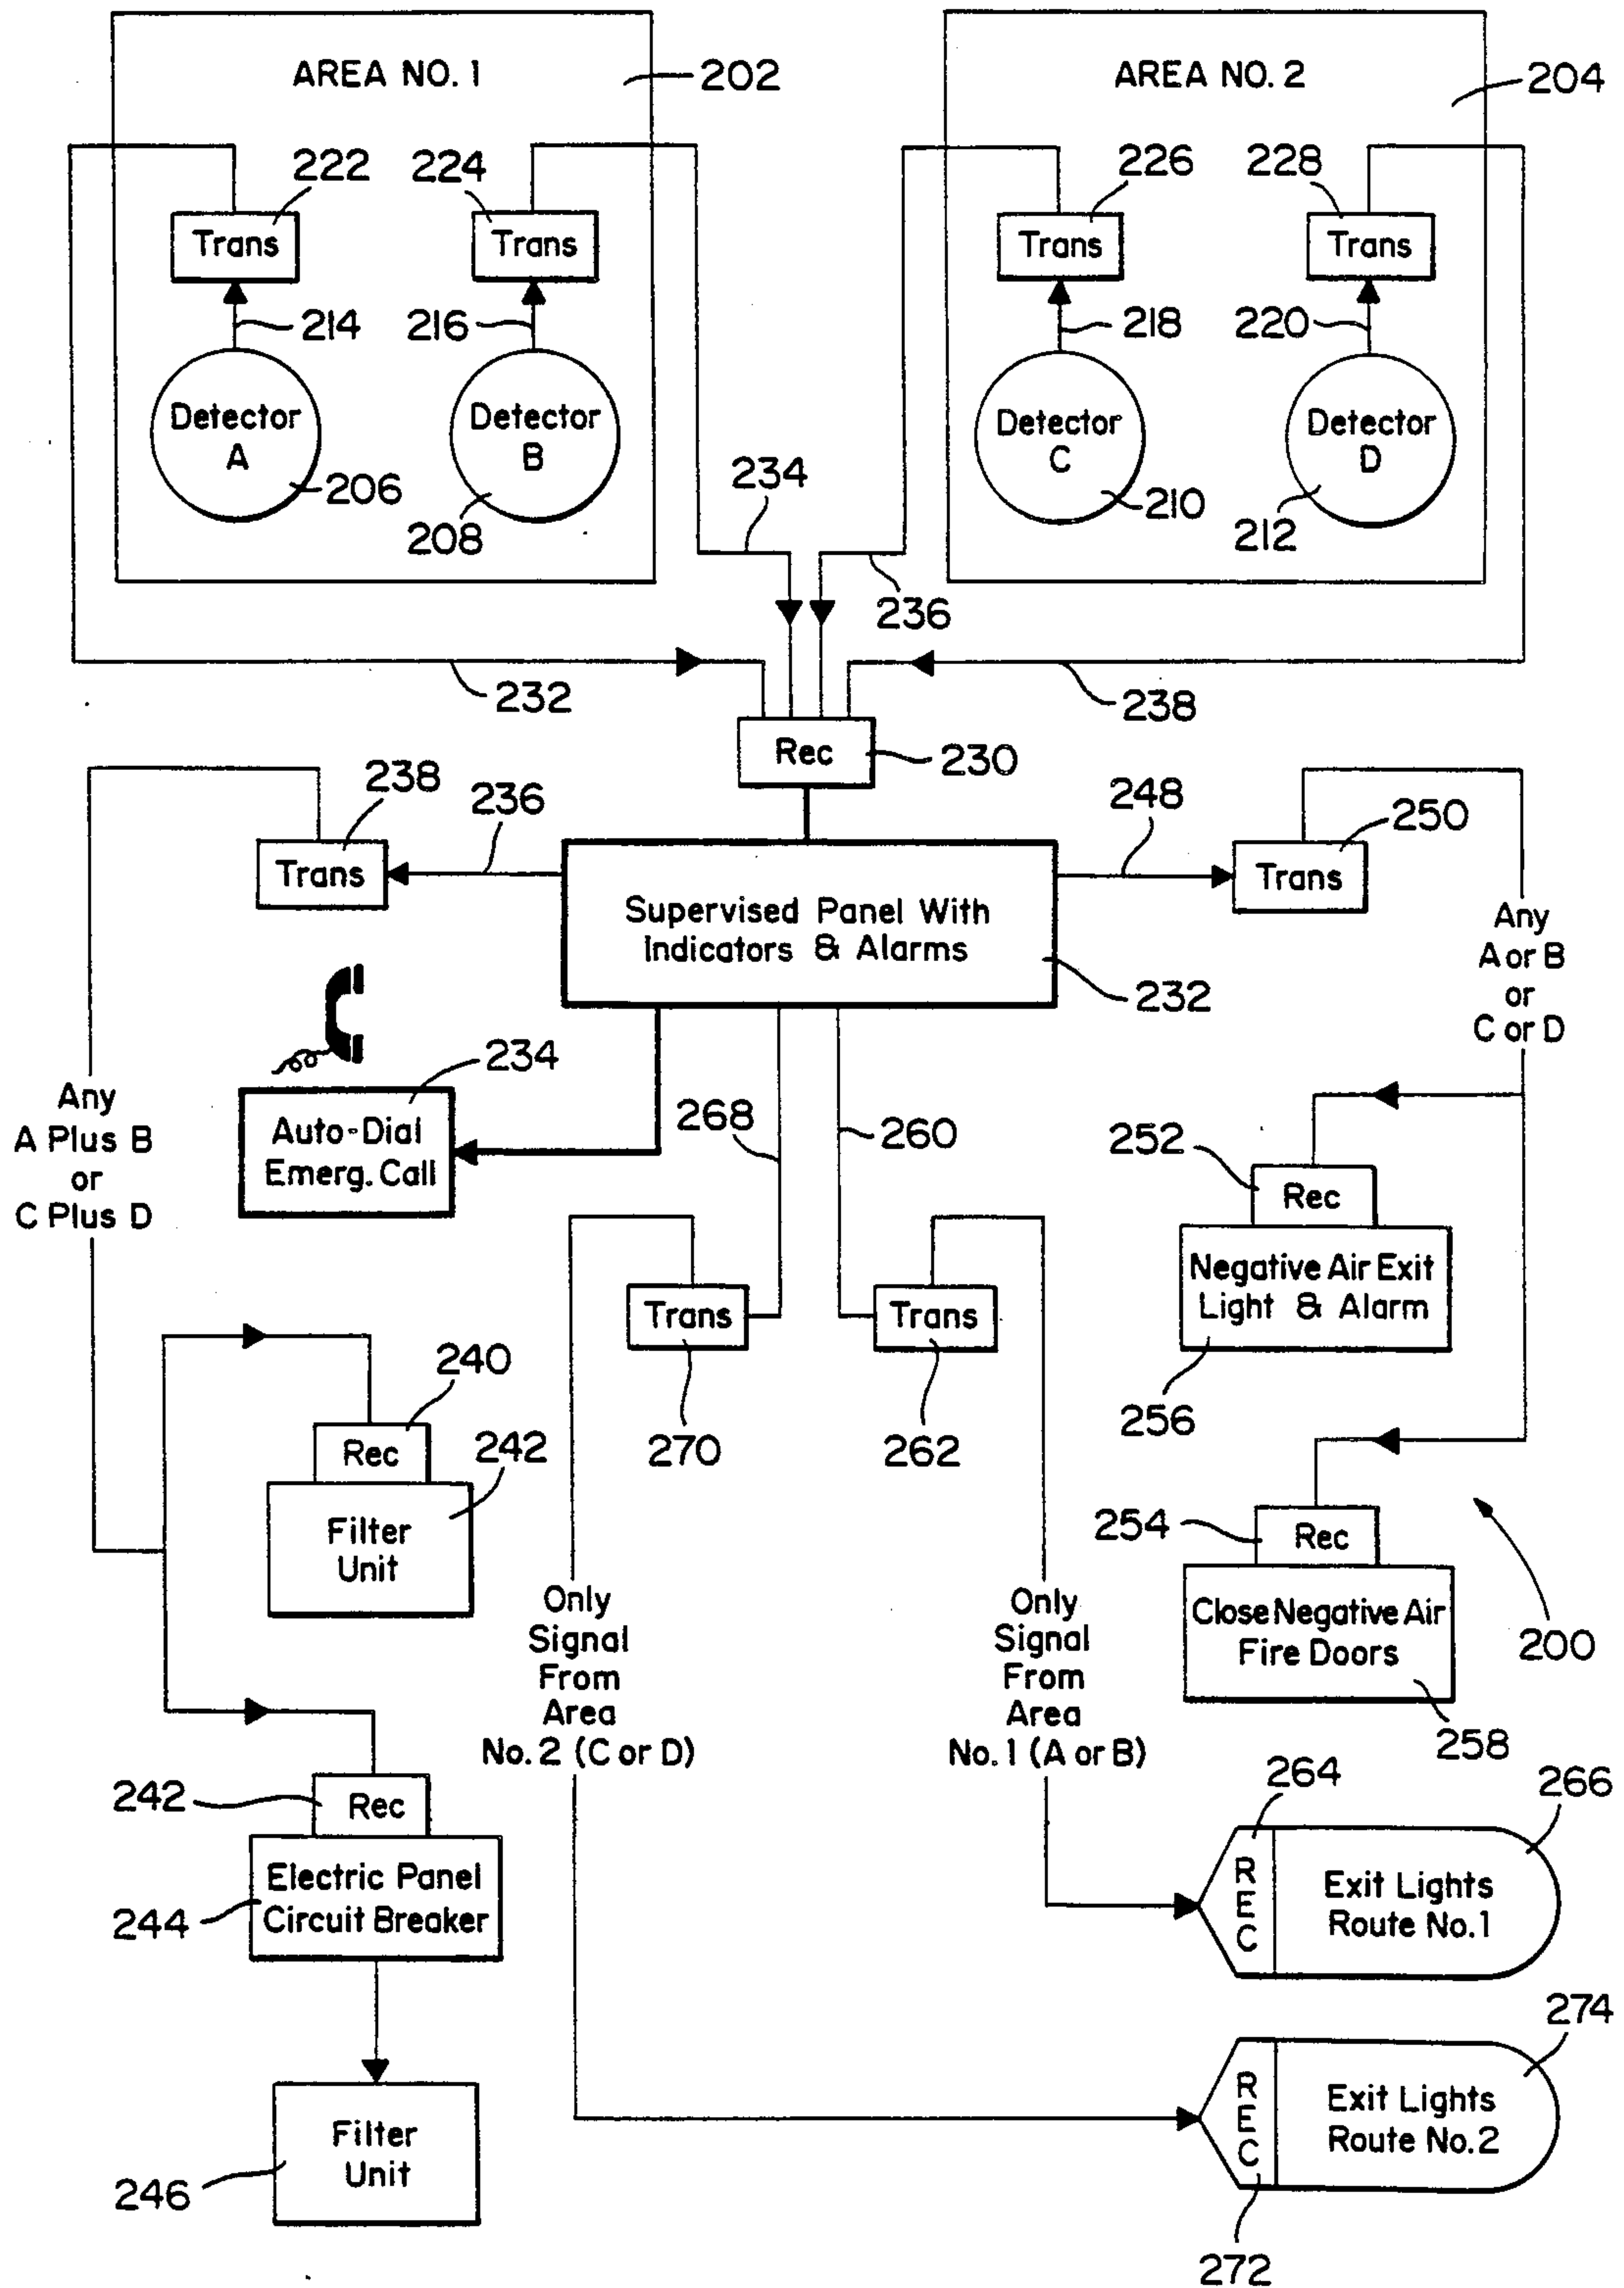 AREA NO. 1
202
AREA NO. 2
204
222
224
226
228
Trans
Trans
Trans
Trans
214
216
218
220
Detector
A
Detector
B
Detector
C
Detector
D
206
208
210
212
234
236
232
238
Rec
230
238
236
248
250
Trans
Trans
Supervised Panel With
Indicators & Alarms
232
Any
A or B
or
C or D
234
Auto-Dial
Emerg. Call
Any
A Plus B
or
C Plus D
268
260
252
Rec
Negative Air Exit
Light & Alarm
256
Trans
Trans
270
262
240
Rec
242
Filter
Unit
254
Rec
Close Negative Air
Fire Doors
258
200
Only
Signal
From
Area
No. 2 (C or D)
Only
Signal
From
Area
No. 1 (A or B)
242
Rec
Electric Panel
Circuit Breaker
244
264
266
REC
Exit Lights
Route No. 1
274
REC
Exit Lights
Route No. 2
272
Filter
Unit
246